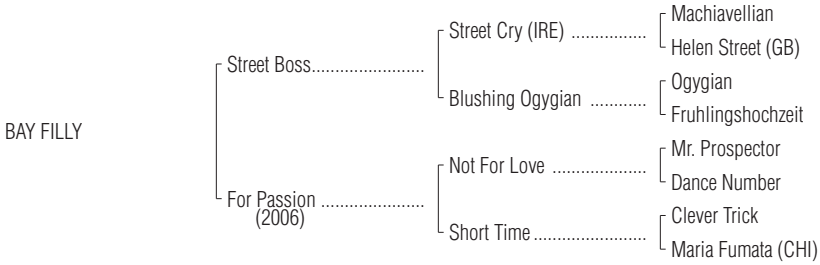 Machiavellian
Street Cry (IRE) ................
Helen Street (GB)
Street Boss........................
Ogygian
Blushing Ogygian ............
Fruhlingshochzeit
BAY FILLY
Mr. Prospector
Not For Love ....................
Dance Number
For Passion ......................
(2006)
Clever Trick
Short Time........................
Maria Fumata (CHI)